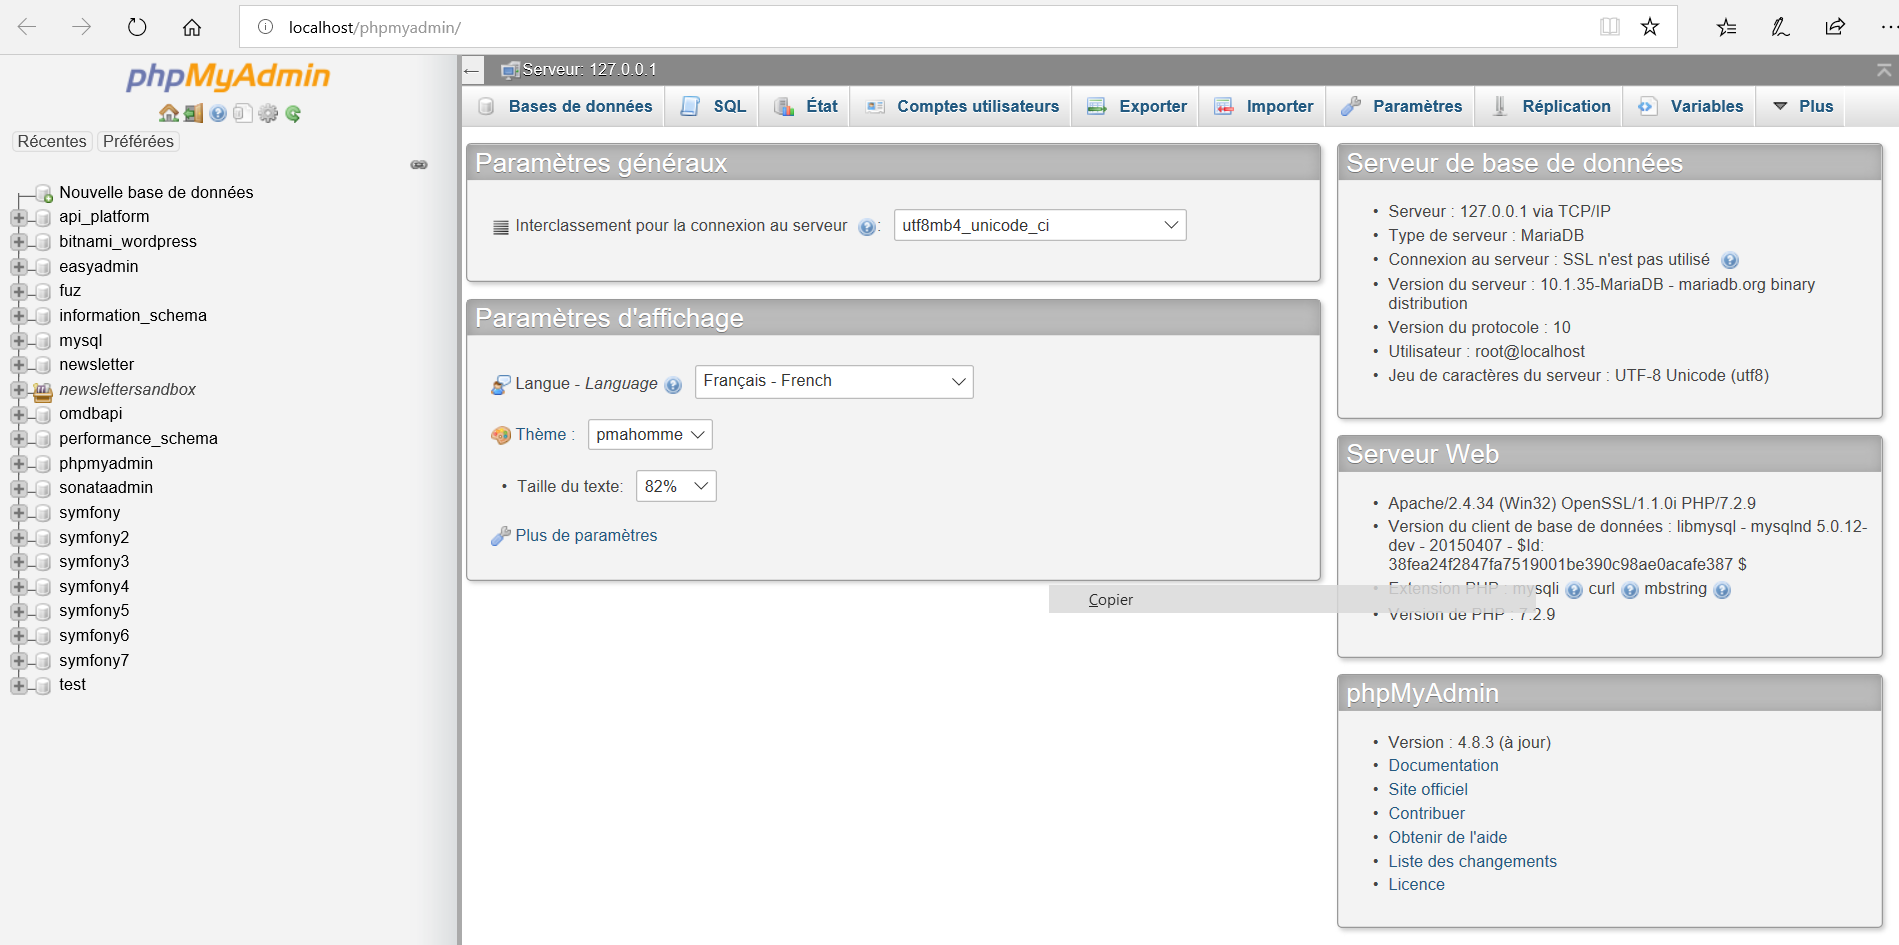 localhost/phpmyadmin/
phpMyAdmin
Récentes Préférées
Nouvelle base de données
api_platform
bitnami_wordpress
easyadmin
fuz
information_schema
mysql
newsletter
newslettersandbox
omdbapi
performance_schema
phpmyadmin
sonataadmin
symfony
symfony2
symfony3
symfony4
symfony5
symfony6
symfony7
test
Serveur: 127.0.0.1
Bases de données SQL État Comptes utilisateurs Exporter Importer Paramètres Réplication Variables Plus
Paramètres généraux
Interclassement pour la connexion au serveur : utf8mb4_unicode_ci
Paramètres d'affichage
Langue - Language Français - French
Thème : pmahomme
• Taille du texte: 82%
Plus de paramètres
Copier
Serveur de base de données
• Serveur : 127.0.0.1 via TCP/IP
• Type de serveur : MariaDB
• Connexion au serveur : SSL n'est pas utilisé
• Version du serveur : 10.1.35-MariaDB - mariadb.org binary
distribution
• Version du protocole : 10
• Utilisateur : root@localhost
• Jeu de caractères du serveur : UTF-8 Unicode (utf8)
Serveur Web
• Apache/2.4.34 (Win32) OpenSSL/1.1.0i PHP/7.2.9
• Version du client de base de données : libmysql - mysqlnd 5.0.12-
dev - 20150407 - $Id:
38fea24f2847fa7519001be390c98ae0acafe387 $
• Extension PHP : mysqli curl mbstring
• Version de PHP : 7.2.9
phpMyAdmin
• Version : 4.8.3 (à jour)
• Documentation
• Site officiel
• Contribuer
• Obtenir de l'aide
• Liste des changements
• Licence